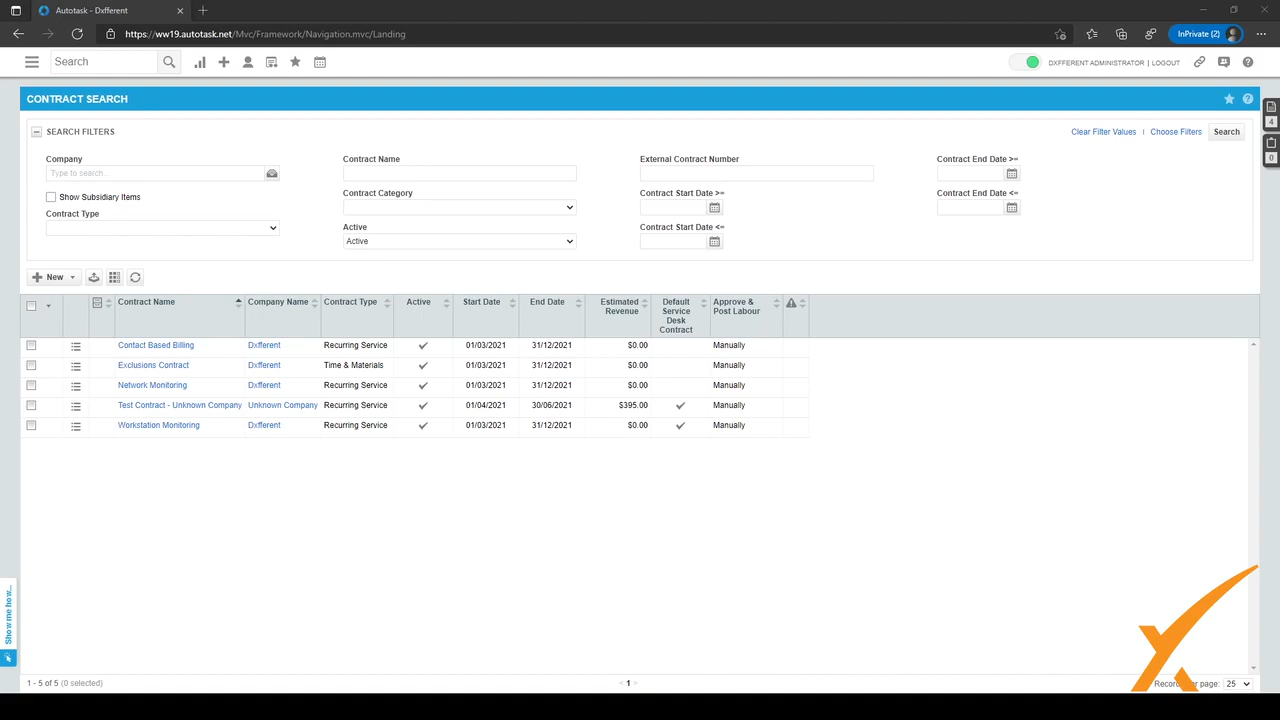 Autotask - Dxfferent
https://ww19.autotask.net/Mvc/Framework/Navigation.mvc/Landing
InPrivate (2)
Search
DXFFERENT ADMINISTRATOR | LOGOUT
CONTRACT SEARCH
4
0
SEARCH FILTERS
Clear Filter Values | Choose Filters Search
Company Contract Name External Contract Number Contract End Date >=
Type to search...
Show Subsidiary Items Contract Category Contract Start Date >= Contract End Date <=
Contract Type
Active Contract Start Date <=
Active
New
Contract Name Company Name Contract Type Active Start Date End Date Estimated Revenue Default Service Desk Contract Approve & Post Labour
Contact Based Billing Dxfferent Recurring Service 01/03/2021 31/12/2021 $0.00 Manually
Exclusions Contract Dxfferent Time & Materials 01/03/2021 31/12/2021 $0.00 Manually
Network Monitoring Dxfferent Recurring Service 01/03/2021 31/12/2021 $0.00 Manually
Test Contract - Unknown Company Unknown Company Recurring Service 01/04/2021 30/06/2021 $395.00 Manually
Workstation Monitoring Dxfferent Recurring Service 01/03/2021 31/12/2021 $0.00 Manually
Show me how...
1 - 5 of 5 (0 selected) < 1 > page: 25